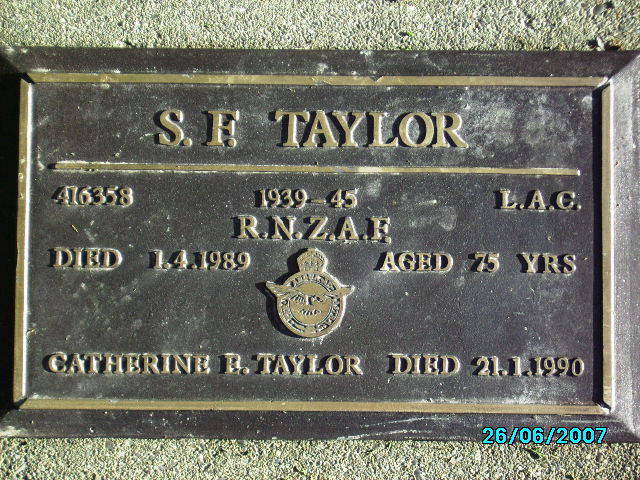 S. F. TAYLOR
416358 1939–45 L.A.C.
R.N.Z.A.F.
DIED 1.4.1989 AGED 75 YRS
CATHERINE E. TAYLOR DIED 21.1.1990
26/06/2007